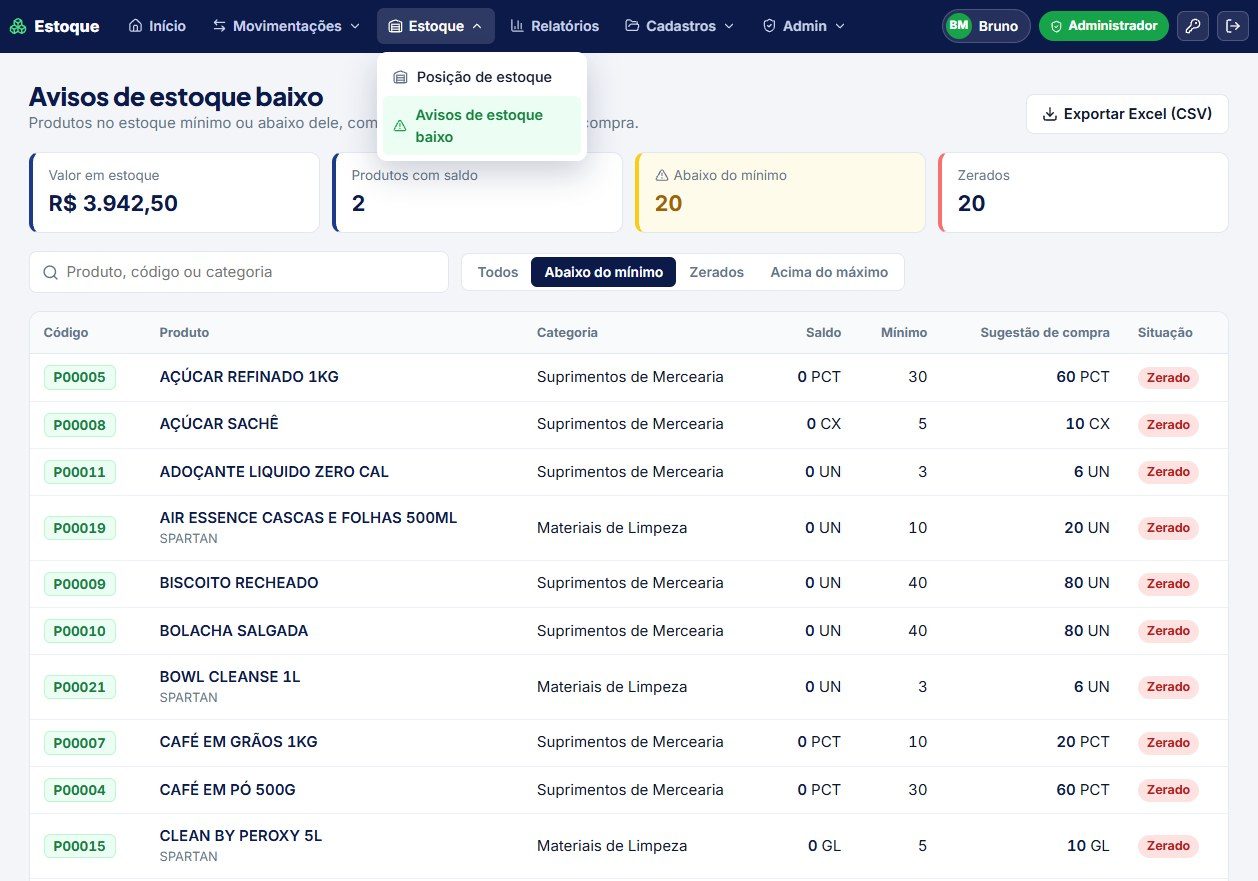 Estoque Início Movimentações Estoque Relatórios Cadastros Admin BM Bruno Administrador
Posição de estoque
Avisos de estoque baixo
Avisos de estoque baixo
Produtos no estoque mínimo ou abaixo dele, com compra.
Exportar Excel (CSV)
Valor em estoque
R$ 3.942,50
Produtos com saldo
2
Abaixo do mínimo
20
Zerados
20
Produto, código ou categoria
Todos Abaixo do mínimo Zerados Acima do máximo
Código Produto Categoria Saldo Mínimo Sugestão de compra Situação
P00005 AÇÚCAR REFINADO 1KG Suprimentos de Mercearia 0 PCT 30 60 PCT Zerado
P00008 AÇÚCAR SACHÊ Suprimentos de Mercearia 0 CX 5 10 CX Zerado
P00011 ADOÇANTE LIQUIDO ZERO CAL Suprimentos de Mercearia 0 UN 3 6 UN Zerado
P00019 AIR ESSENCE CASCAS E FOLHAS 500ML Materiais de Limpeza 0 UN 10 20 UN Zerado
SPARTAN
P00009 BISCOITO RECHEADO Suprimentos de Mercearia 0 UN 40 80 UN Zerado
P00010 BOLACHA SALGADA Suprimentos de Mercearia 0 UN 40 80 UN Zerado
P00021 BOWL CLEANSE 1L Materiais de Limpeza 0 UN 3 6 UN Zerado
SPARTAN
P00007 CAFÉ EM GRÃOS 1KG Suprimentos de Mercearia 0 PCT 10 20 PCT Zerado
P00004 CAFÉ EM PÓ 500G Suprimentos de Mercearia 0 PCT 30 60 PCT Zerado
P00015 CLEAN BY PEROXY 5L Materiais de Limpeza 0 GL 5 10 GL Zerado
SPARTAN